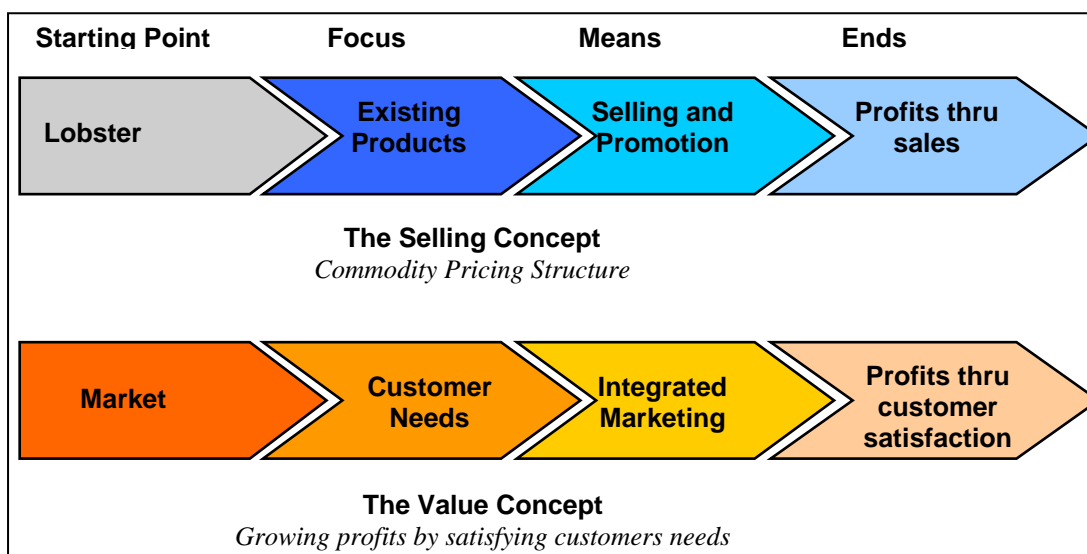 Starting Point Focus Means Ends
Lobster
Existing
Products
Selling and
Promotion
Profits thru
sales
The Selling Concept
Commodity Pricing Structure
Market
Customer
Needs
Integrated
Marketing
Profits thru
customer
satisfaction
The Value Concept
Growing profits by satisfying customers needs